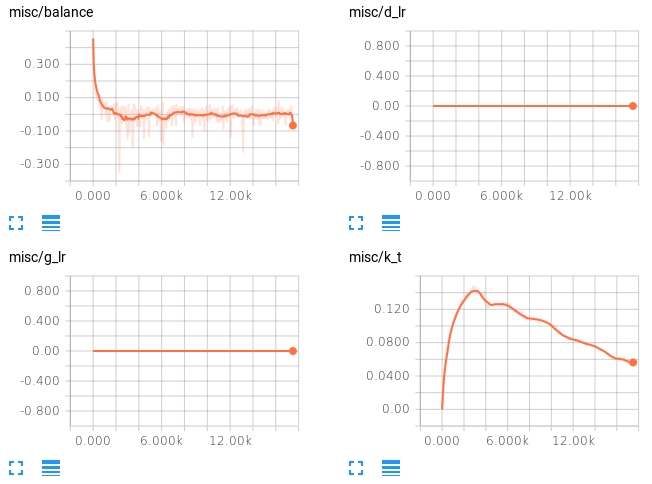 misc/balance
0.300
0.100
-0.100
-0.300
0.000 6.000k 12.00k
misc/d_lr
0.800
0.400
0.00
-0.400
-0.800
0.000 6.000k 12.00k
misc/g_lr
0.800
0.400
0.00
-0.400
-0.800
0.000 6.000k 12.00k
misc/k_t
0.120
0.0800
0.0400
0.00
0.000 6.000k 12.00k